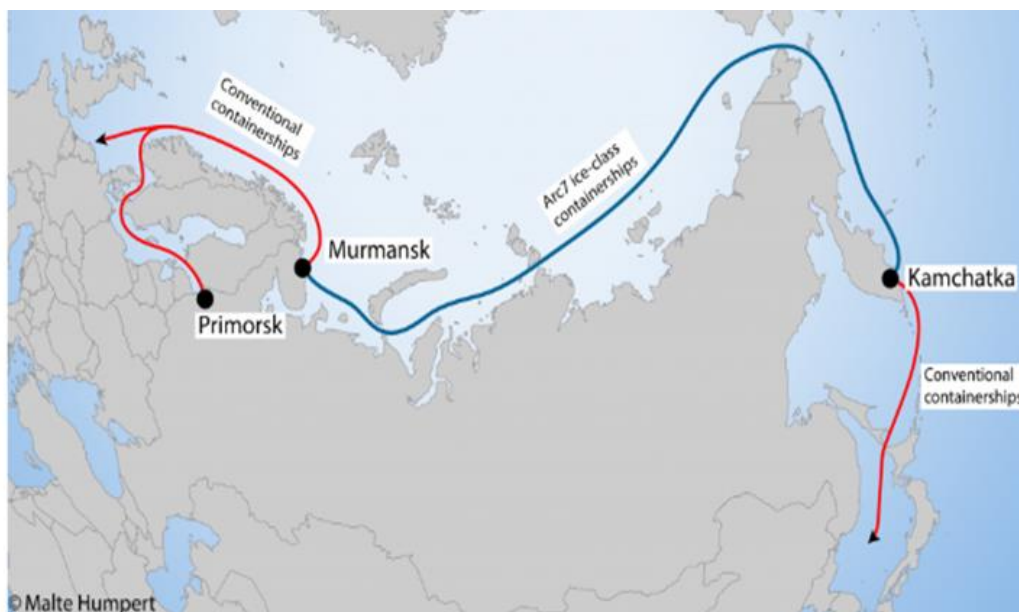 Conventional
containerships
Arc7 ice-class
containerships
Murmansk
Kamchatka
Primorsk
Conventional
containerships
© Malte Humpert